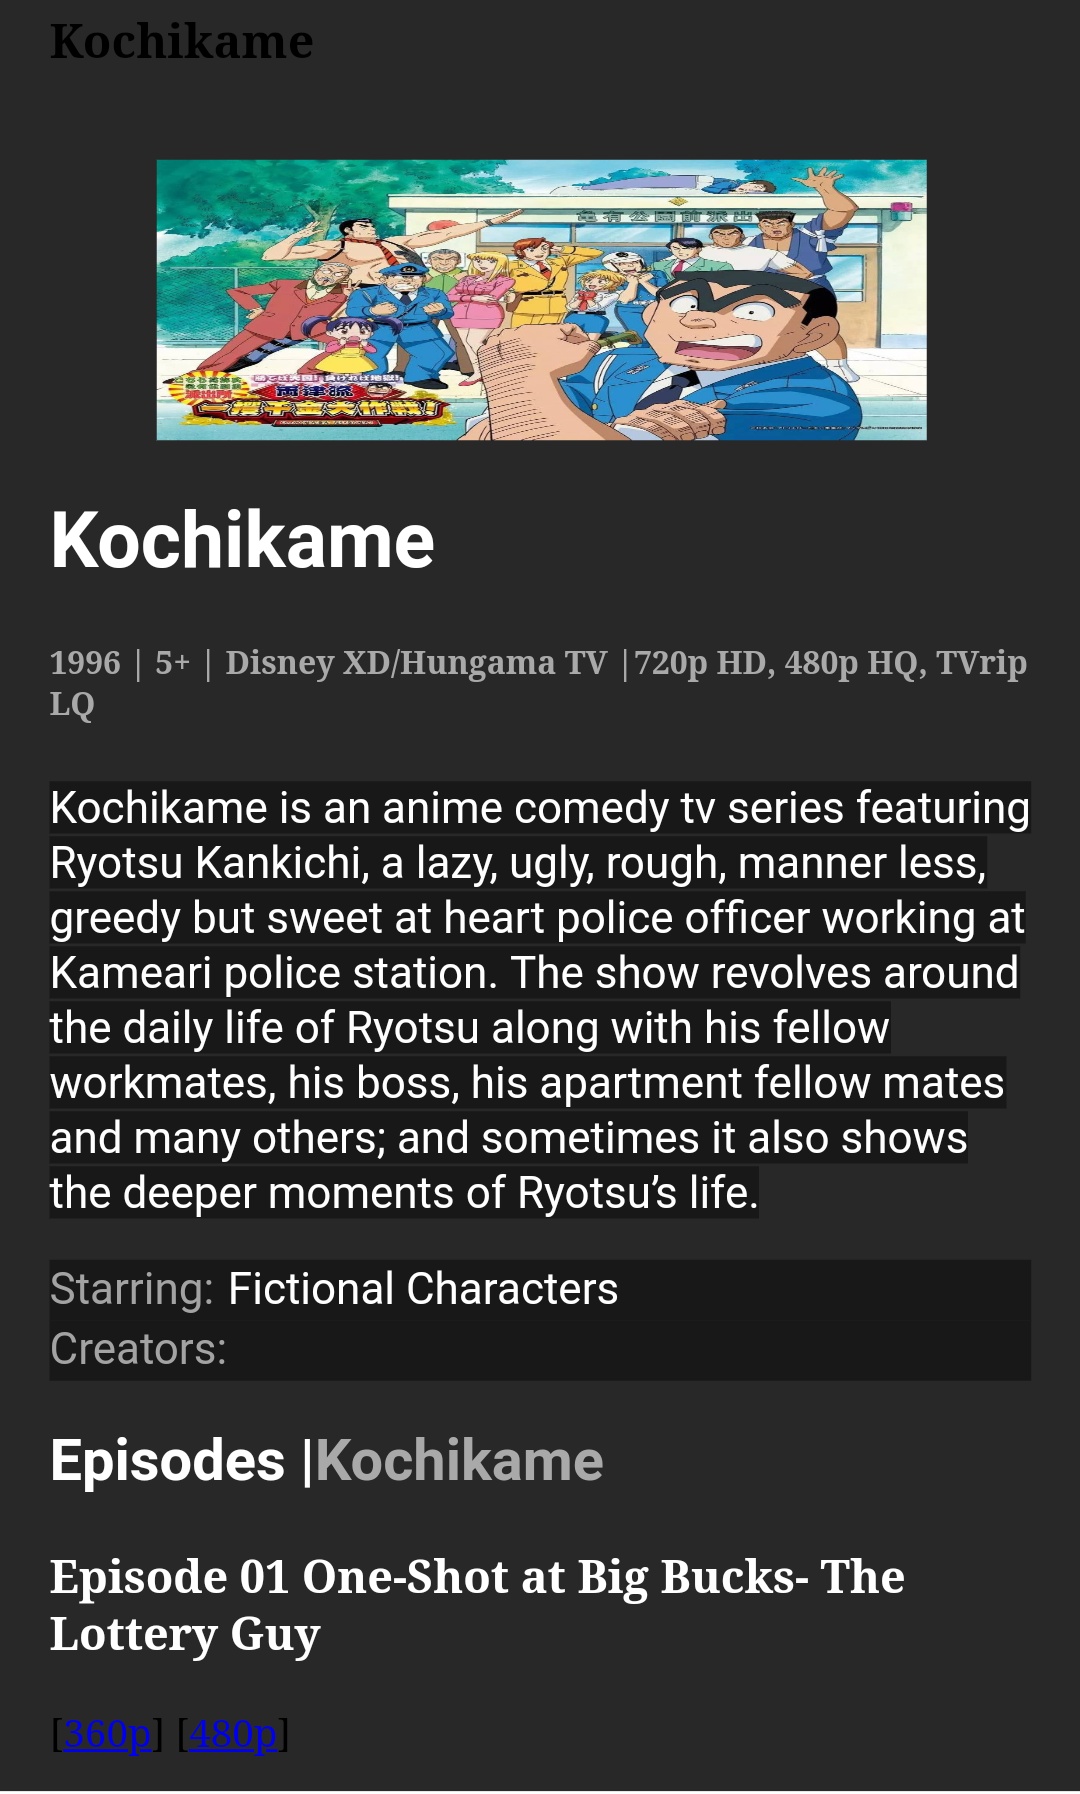 Kochikame
亀有公園前派出
Kochikame
1996 | 5+ | Disney XD/Hungama TV |720p HD, 480p HQ, TVrip
LQ
Kochikame is an anime comedy tv series featuring
Ryotsu Kankichi, a lazy, ugly, rough, manner less,
greedy but sweet at heart police officer working at
Kameari police station. The show revolves around
the daily life of Ryotsu along with his fellow
workmates, his boss, his apartment fellow mates
and many others; and sometimes it also shows
the deeper moments of Ryotsu’s life.
Starring: Fictional Characters
Creators:
Episodes |Kochikame
Episode 01 One-Shot at Big Bucks- The
Lottery Guy
[360p] [480p]